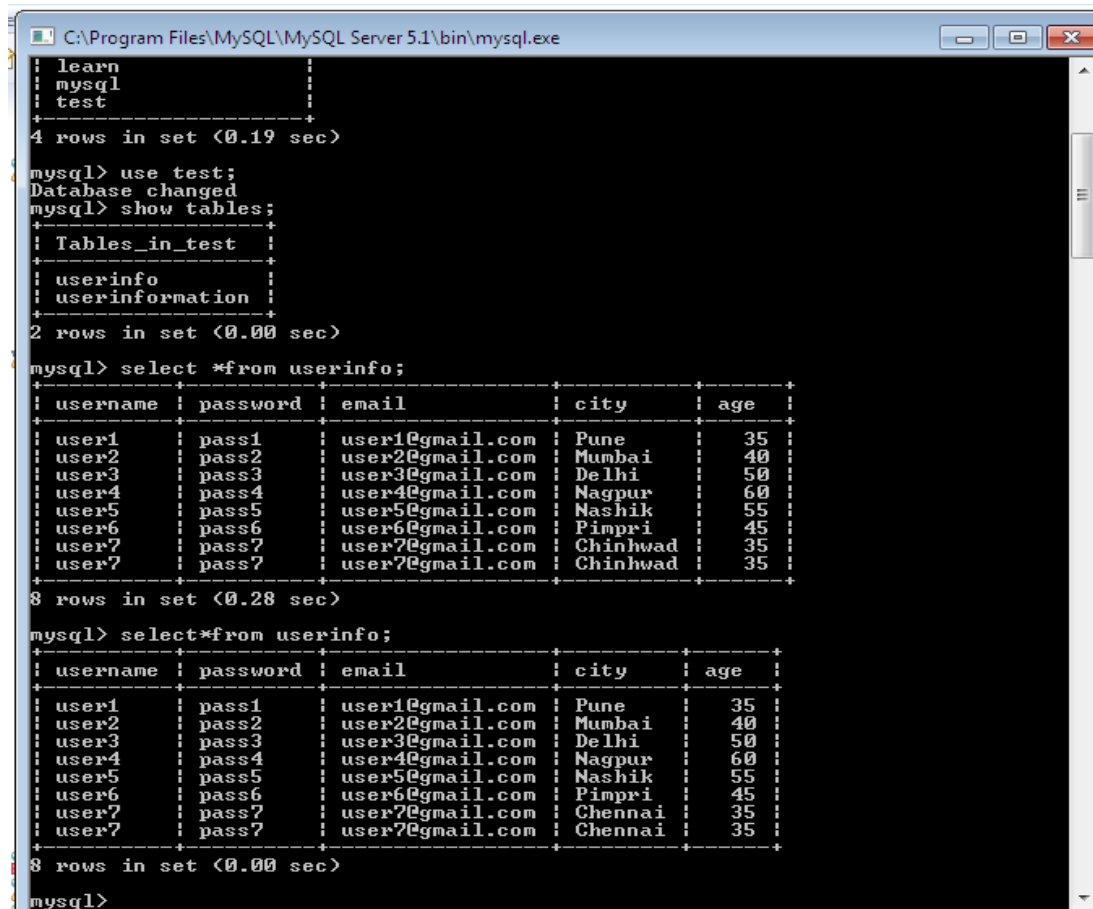 C:\Program Files\MySQL\MySQL Server 5.1\bin\mysql.exe
| learn |
| mysql |
| test |
+--------------------+
4 rows in set (0.19 sec)
mysql> use test;
Database changed
mysql> show tables;
+-----------------+
| Tables_in_test |
+-----------------+
| userinfo |
| userinformation |
+-----------------+
2 rows in set (0.00 sec)
mysql> select *from userinfo;
+----------+----------+-----------------+----------+------+
| username | password | email | city | age |
+----------+----------+-----------------+----------+------+
| user1 | pass1 | user1@gmail.com | Pune | 35 |
| user2 | pass2 | user2@gmail.com | Mumbai | 40 |
| user3 | pass3 | user3@gmail.com | Delhi | 50 |
| user4 | pass4 | user4@gmail.com | Nagpur | 60 |
| user5 | pass5 | user5@gmail.com | Nashik | 55 |
| user6 | pass6 | user6@gmail.com | Pimpri | 45 |
| user7 | pass7 | user7@gmail.com | Chinhwad | 35 |
| user7 | pass7 | user7@gmail.com | Chinhwad | 35 |
+----------+----------+-----------------+----------+------+
8 rows in set (0.28 sec)
mysql> select*from userinfo;
+----------+----------+-----------------+---------+------+
| username | password | email | city | age |
+----------+----------+-----------------+---------+------+
| user1 | pass1 | user1@gmail.com | Pune | 35 |
| user2 | pass2 | user2@gmail.com | Mumbai | 40 |
| user3 | pass3 | user3@gmail.com | Delhi | 50 |
| user4 | pass4 | user4@gmail.com | Nagpur | 60 |
| user5 | pass5 | user5@gmail.com | Nashik | 55 |
| user6 | pass6 | user6@gmail.com | Pimpri | 45 |
| user7 | pass7 | user7@gmail.com | Chennai | 35 |
| user7 | pass7 | user7@gmail.com | Chennai | 35 |
+----------+----------+-----------------+---------+------+
8 rows in set (0.00 sec)
mysql>